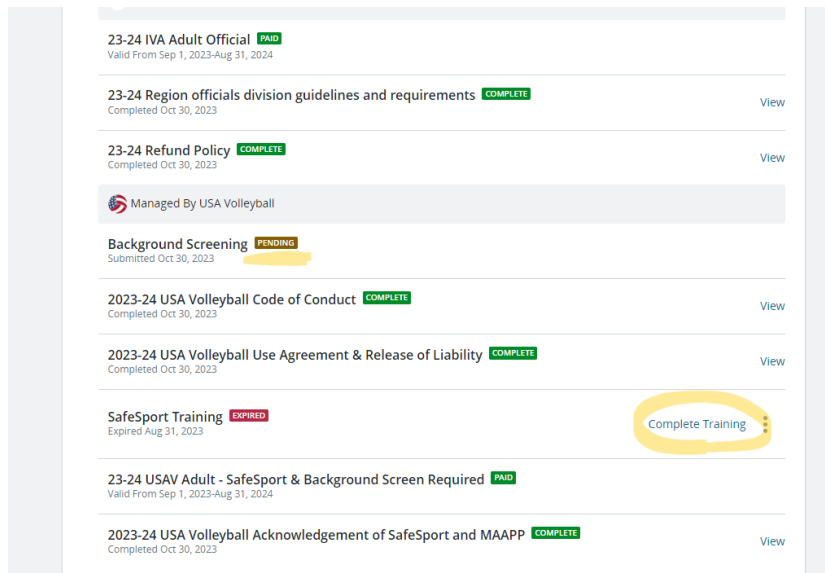 23-24 IVA Adult Official PAID
Valid From Sep 1, 2023-Aug 31, 2024
23-24 Region officials division guidelines and requirements COMPLETE
Completed Oct 30, 2023
View
23-24 Refund Policy COMPLETE
Completed Oct 30, 2023
View
Managed By USA Volleyball
Background Screening PENDING
Submitted Oct 30, 2023
2023-24 USA Volleyball Code of Conduct COMPLETE
Completed Oct 30, 2023
View
2023-24 USA Volleyball Use Agreement & Release of Liability COMPLETE
Completed Oct 30, 2023
View
SafeSport Training EXPIRED
Expired Aug 31, 2023
Complete Training
23-24 USAV Adult - SafeSport & Background Screen Required PAID
Valid From Sep 1, 2023-Aug 31, 2024
2023-24 USA Volleyball Acknowledgement of SafeSport and MAAPP COMPLETE
Completed Oct 30, 2023
View